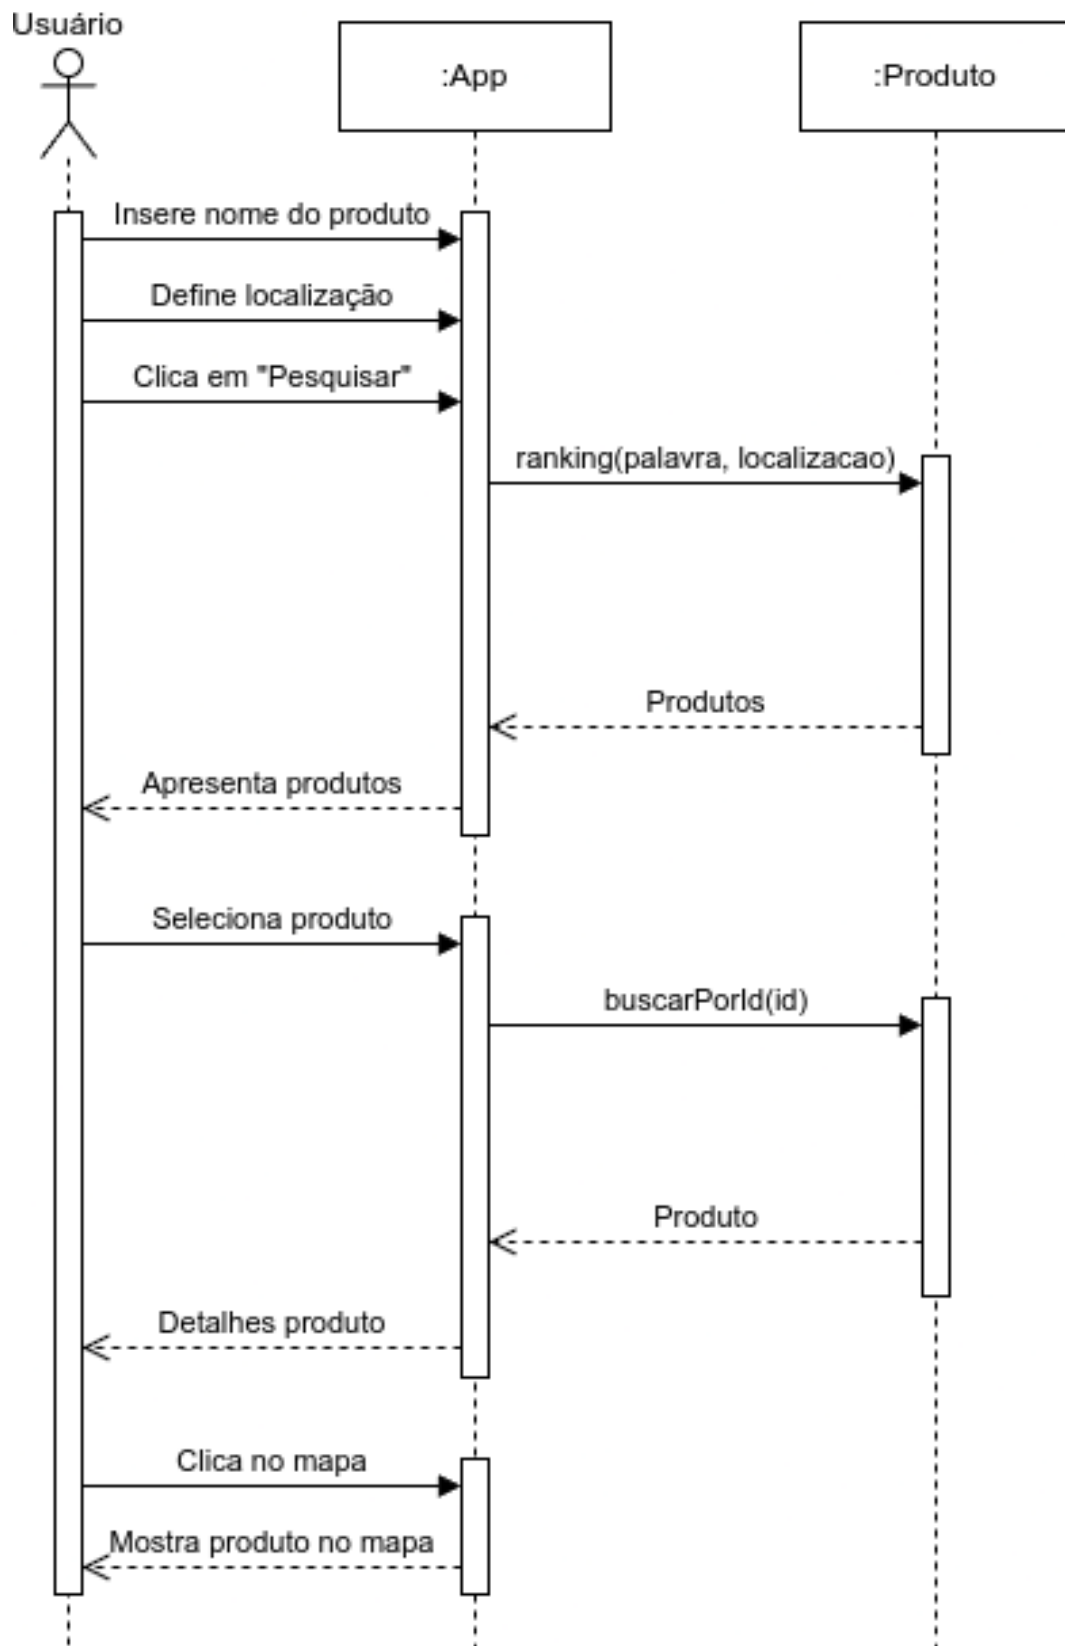 Usuário
:App
:Produto
Insere nome do produto
Define localização
Clica em "Pesquisar"
ranking(palavra, localizacao)
Produtos
Apresenta produtos
Seleciona produto
buscarPorId(id)
Produto
Detalhes produto
Clica no mapa
Mostra produto no mapa